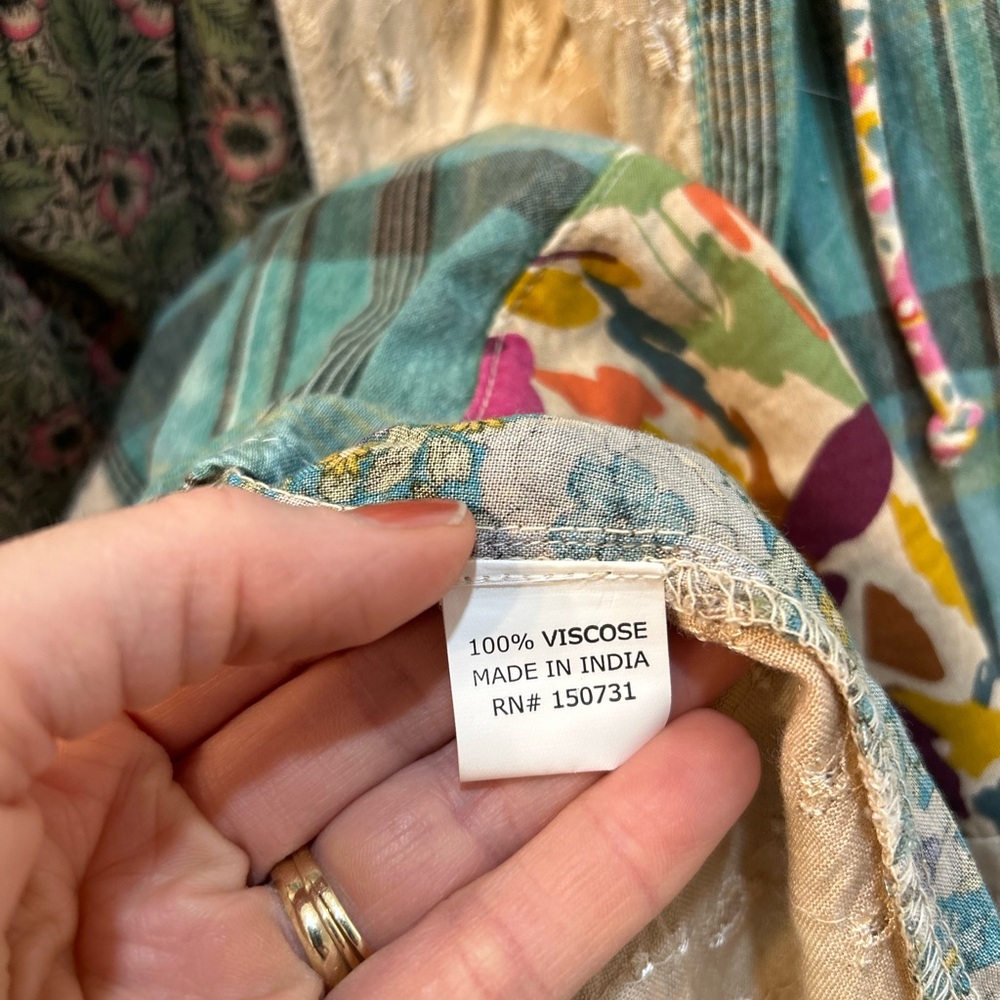 100% VISCOSE
MADE IN INDIA
RN# 150731